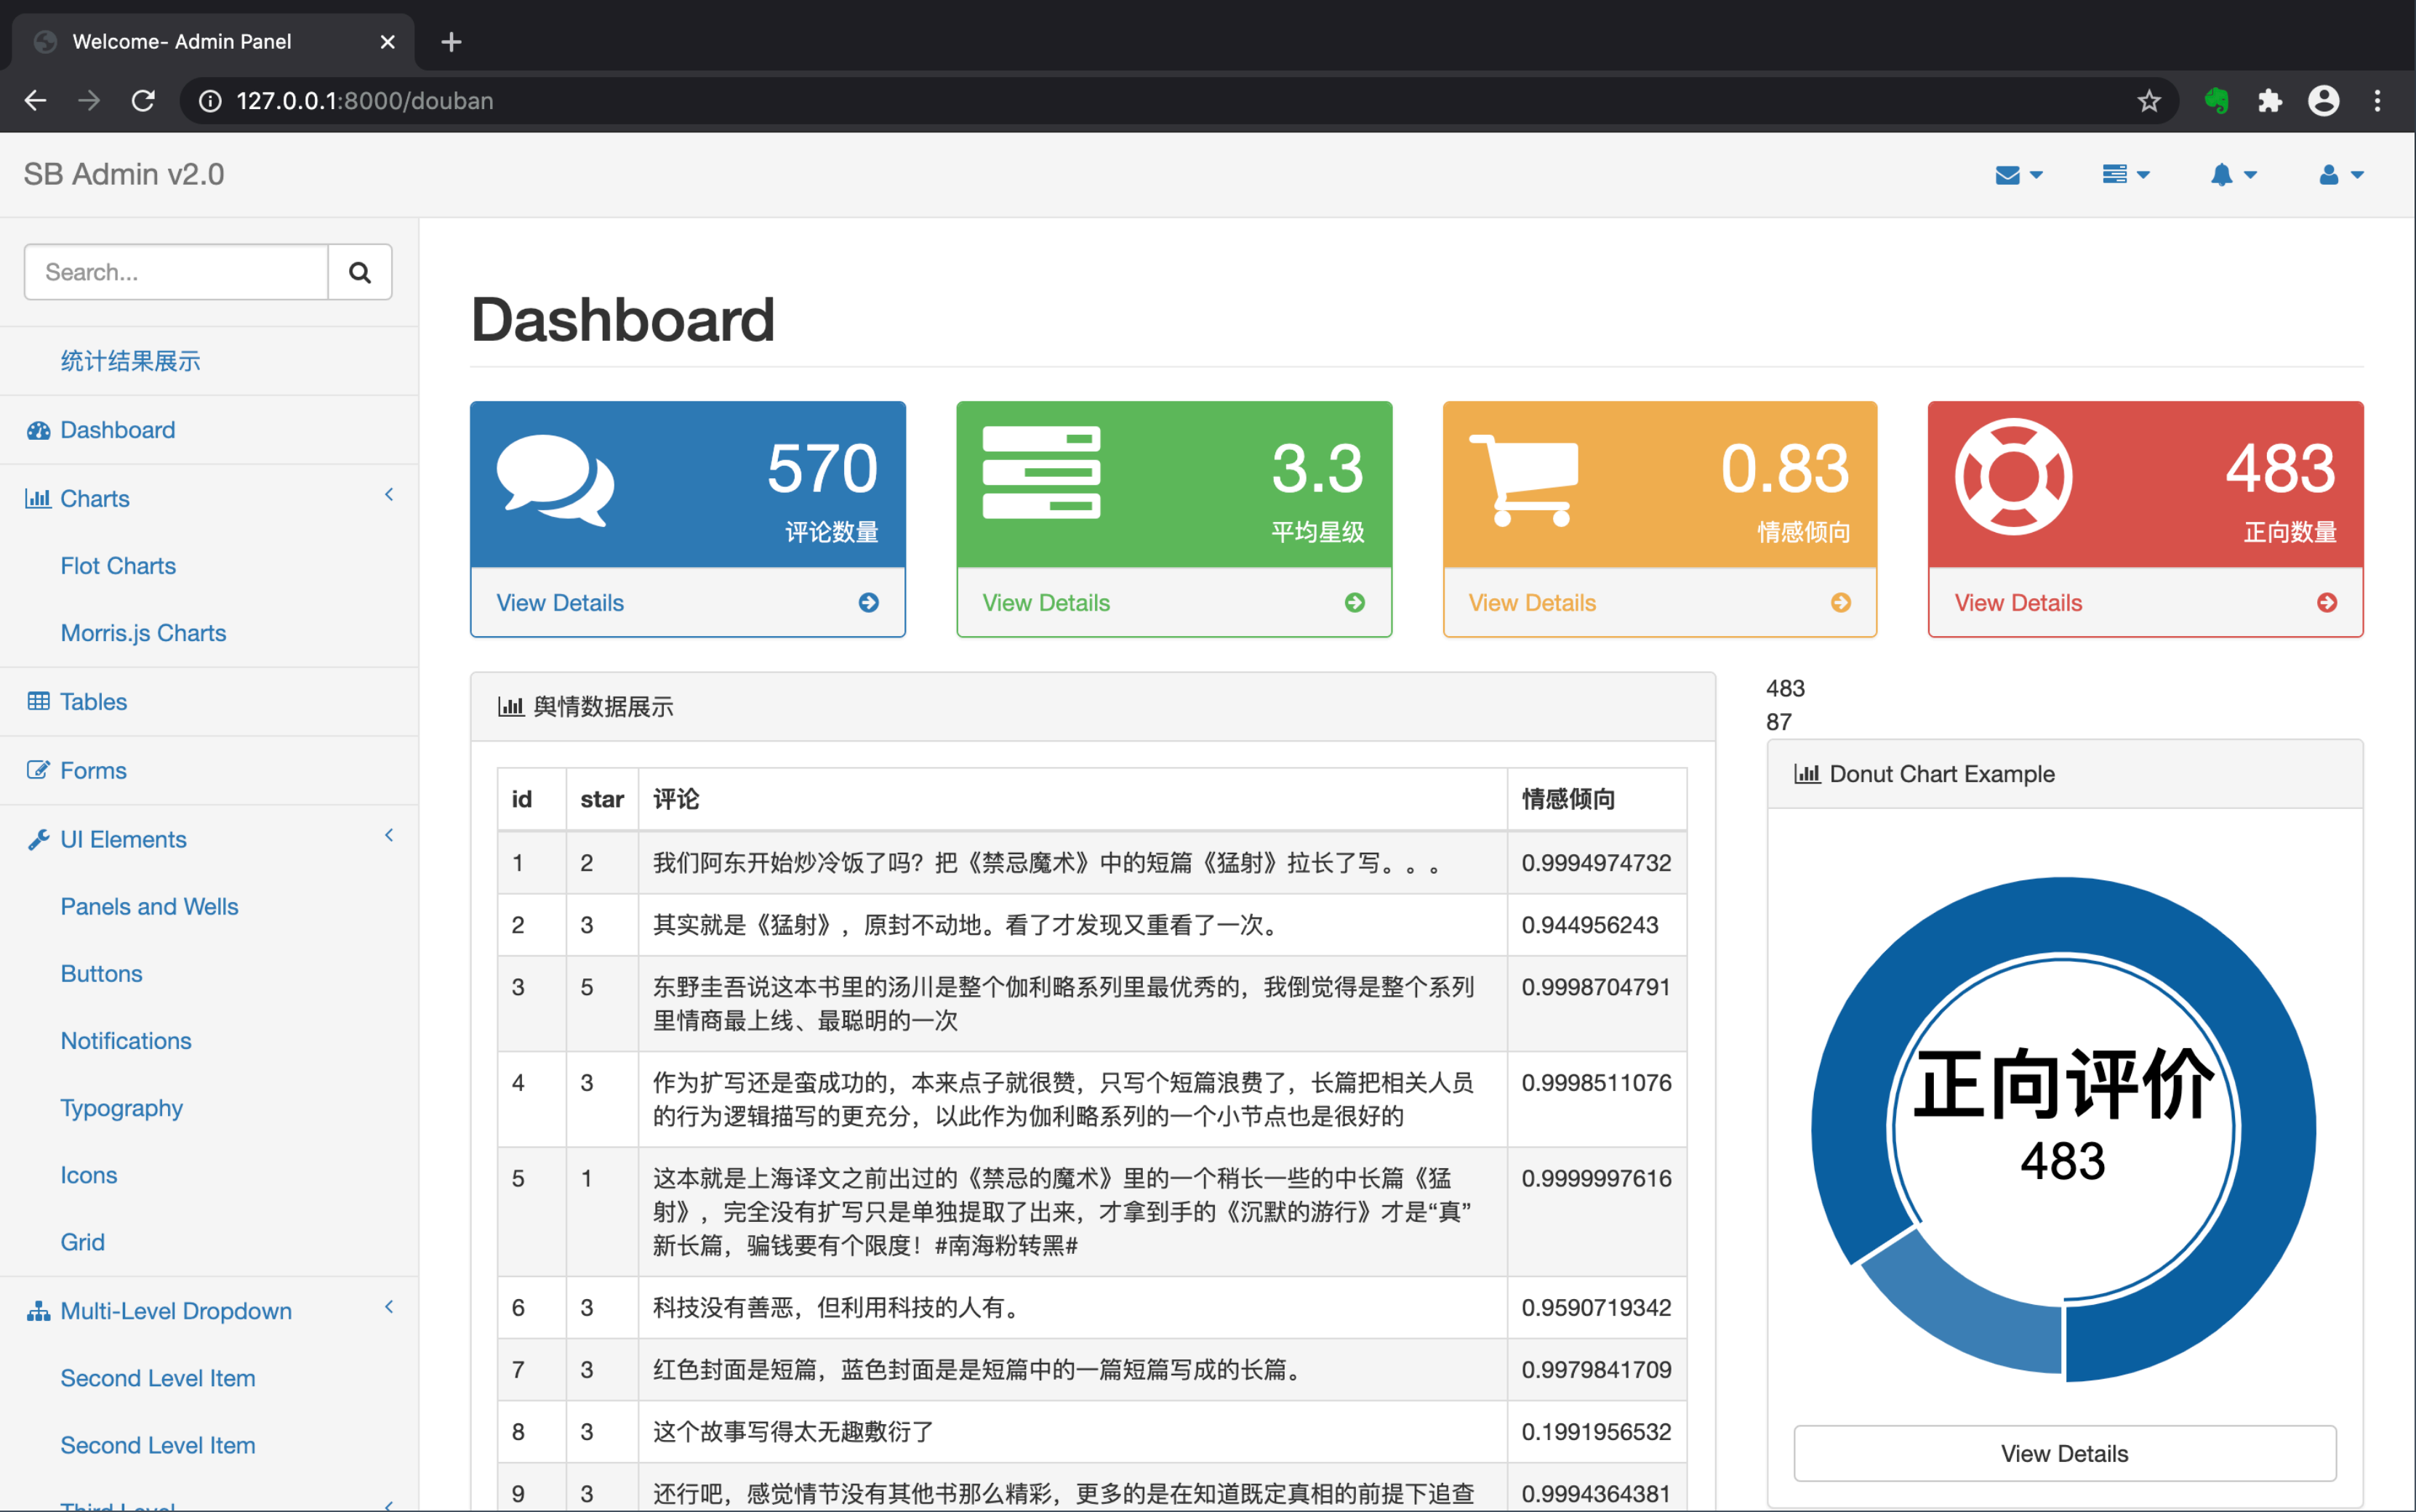 Welcome- Admin Panel
127.0.0.1:8000/douban
SB Admin v2.0
Search...
统计结果展示
Dashboard
Charts
Flot Charts
Morris.js Charts
Tables
Forms
UI Elements
Panels and Wells
Buttons
Notifications
Typography
Icons
Grid
Multi-Level Dropdown
Second Level Item
Second Level Item
Third Level
Dashboard
570
评论数量
View Details
3.3
平均星级
View Details
0.83
情感倾向
View Details
483
正向数量
View Details
舆情数据展示
id star 评论 情感倾向
1 2 我们阿东开始炒冷饭了吗？把《禁忌魔术》中的短篇《猛射》拉长了写。。。 0.9994974732
2 3 其实就是《猛射》，原封不动地。看了才发现又重看了一次。 0.944956243
3 5 东野圭吾说这本书里的汤川是整个伽利略系列里最优秀的，我倒觉得是整个系列 0.9998704791
里情商最上线、最聪明的一次
4 3 作为扩写还是蛮成功的，本来点子就很赞，只写个短篇浪费了，长篇把相关人员 0.9998511076
的行为逻辑描写的更充分，以此作为伽利略系列的一个小节点也是很好的
5 1 这本就是上海译文之前出过的《禁忌的魔术》里的一个稍长一些的中长篇《猛 0.9999997616
射》，完全没有扩写只是单独提取了出来，才拿到手的《沉默的游行》才是“真”
新长篇，骗钱要有个限度！#南海粉转黑#
6 3 科技没有善恶，但利用科技的人有。 0.9590719342
7 3 红色封面是短篇，蓝色封面是是短篇中的一篇短篇写成的长篇。 0.9979841709
8 3 这个故事写得太无趣敷衍了 0.1991956532
9 3 还行吧，感觉情节没有其他书那么精彩，更多的是在知道既定真相的前提下追查 0.9994364381
483
87
Donut Chart Example
正向评价
483
View Details